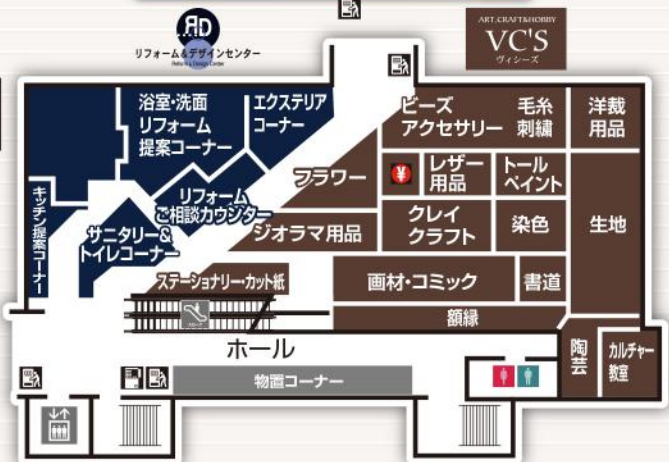 RD
リフォーム&デザインセンター
Reform & Design Center
ART,CRAFT&HOBBY
VC'S
ヴィシーズ
浴室・洗面
リフォーム
提案コーナー
エクステリア
コーナー
ビーズ
アクセサリー
毛糸
刺繍
洋裁
用品
フラワー
¥
レザー
用品
トール
ペイント
リフォーム
ご相談カウンター
キッチン提案コーナー
サニタリー&
トイレコーナー
ジオラマ用品
クレイ
クラフト
染色
生地
ステーショナリー・カット紙
画材・コミック
書道
額縁
ホール
陶芸
カルチャー
教室
物置コーナー